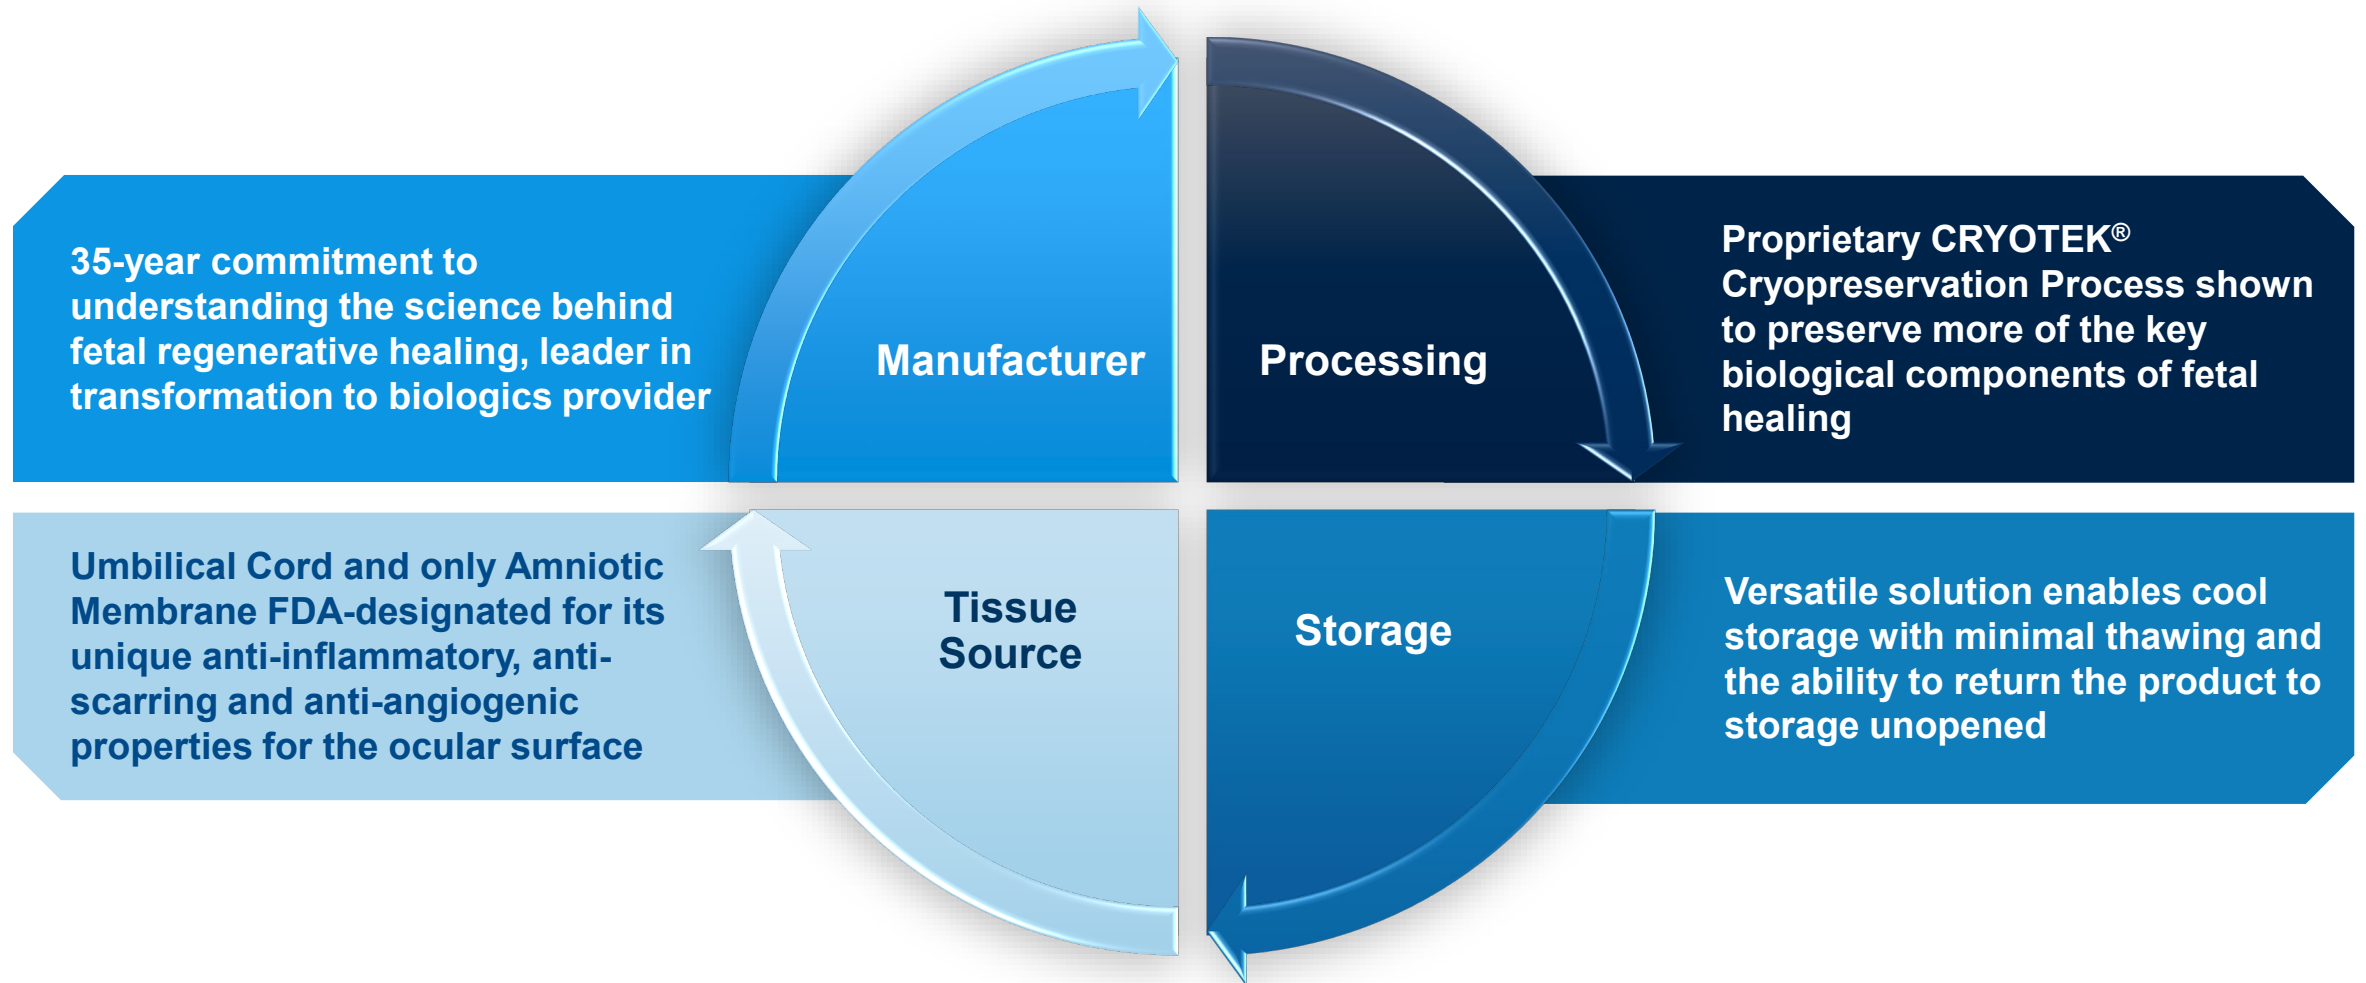 35-year commitment to
understanding the science behind
fetal regenerative healing, leader in
transformation to biologics provider
Manufacturer
Processing
Proprietary CRYOTEK®
Cryopreservation Process shown
to preserve more of the key
biological components of fetal
healing
Umbilical Cord and only Amniotic
Membrane FDA-designated for its
unique anti-inflammatory, anti-
scarring and anti-angiogenic
properties for the ocular surface
Tissue
Source
Storage
Versatile solution enables cool
storage with minimal thawing and
the ability to return the product to
storage unopened